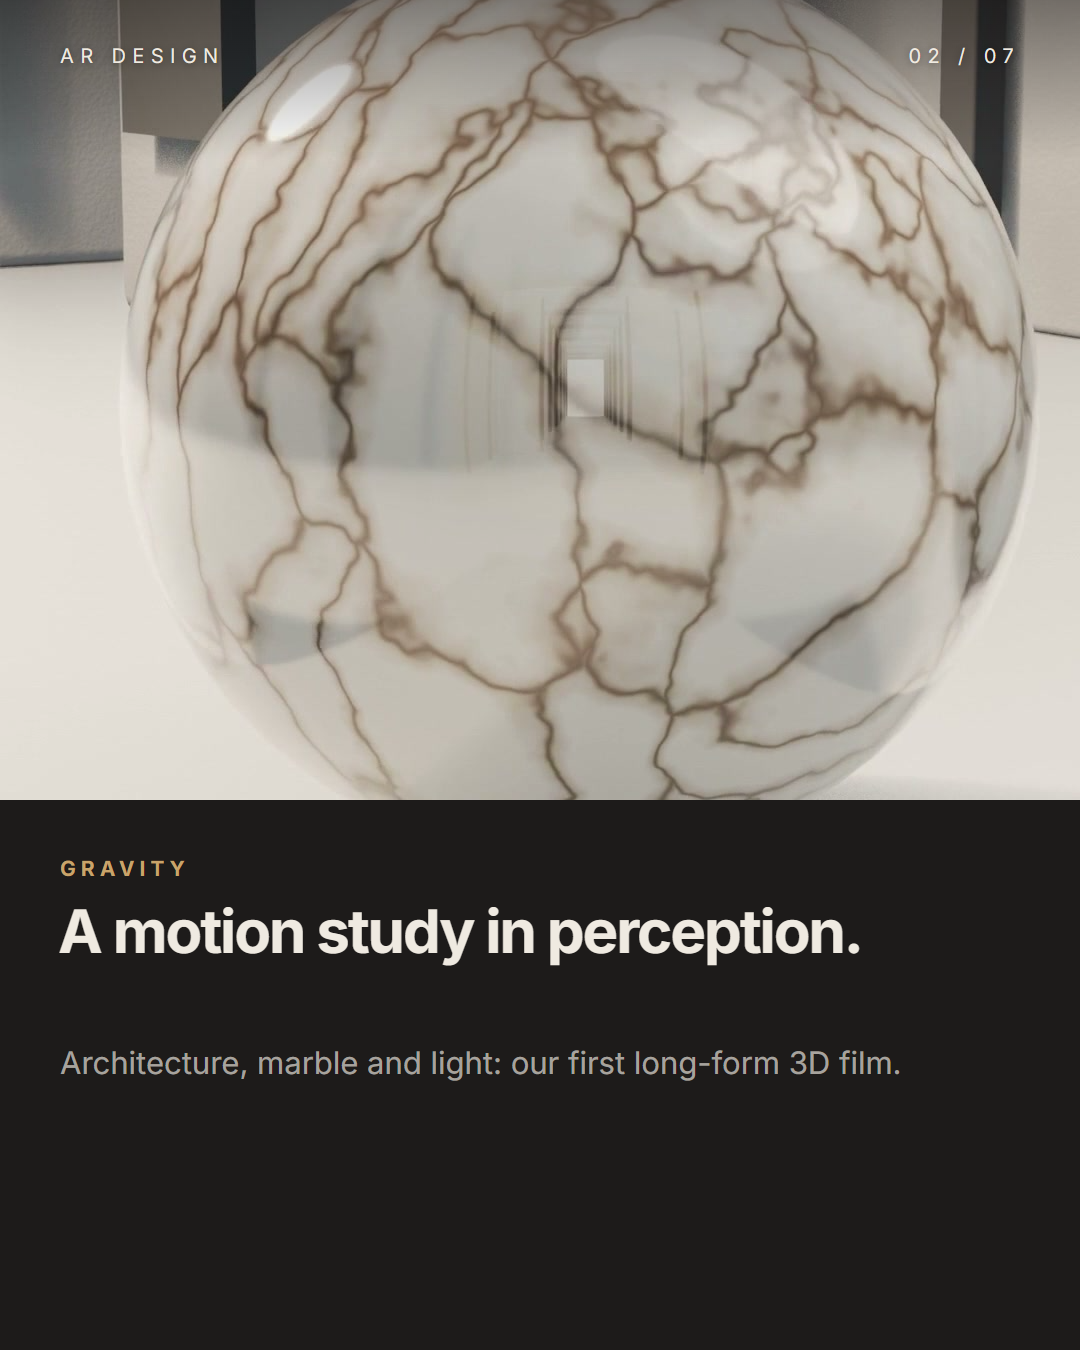 AR DESIGN
02 / 07
GRAVITY
A motion study in perception.
Architecture, marble and light: our first long-form 3D film.